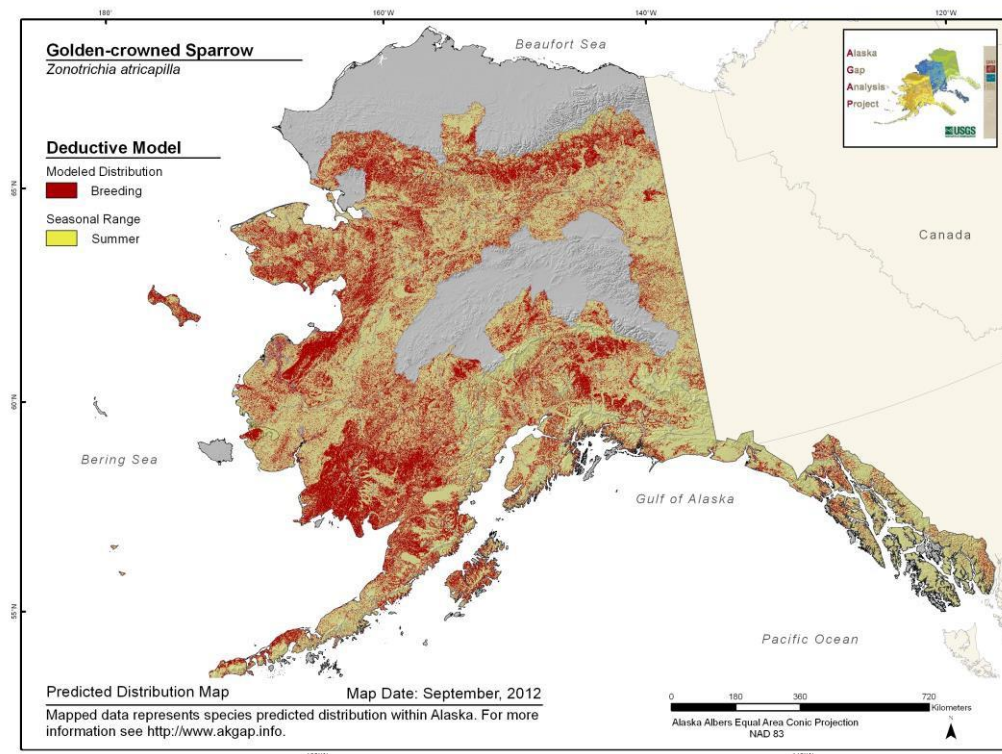 180°
160°W
140°W
120°W
Golden-crowned Sparrow
Zonotrichia atricapilla
Beaufort Sea
Alaska
Gap
Analysis
Project
USGS
Deductive Model
Modeled Distribution
Breeding
Seasonal Range
Summer
65°N
Canada
60°N
Bering Sea
Gulf of Alaska
55°N
Pacific Ocean
Predicted Distribution Map
Map Date: September, 2012
Mapped data represents species predicted distribution within Alaska. For more
information see http://www.akgap.info.
0 180 360 720
Kilometers
Alaska Albers Equal Area Conic Projection
NAD 83
N